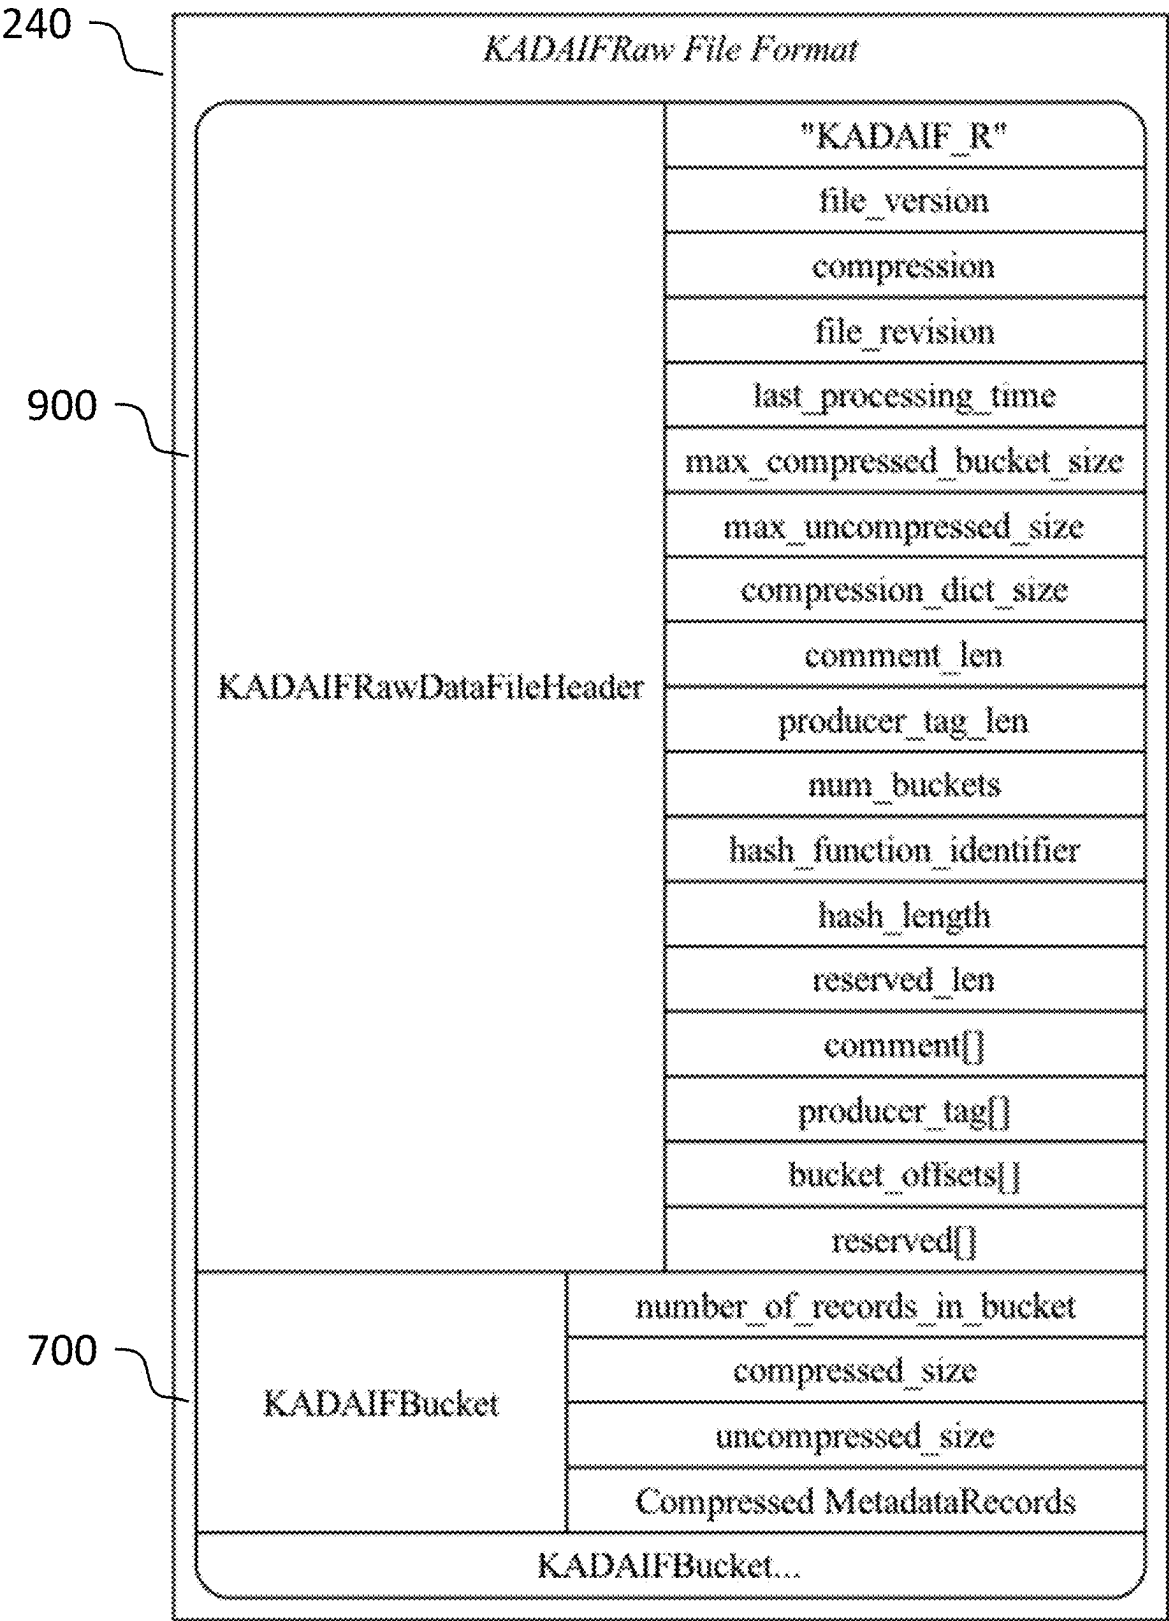 240
KADAIFRaw File Format
"KADAIF_R"
file_version
compression
file_revision
last_processing_time
900
max_compressed_bucket_size
max_uncompressed_size
compression_dict_size
comment_len
KADAIFRawDataFileHeader
producer_tag_len
num_buckets
hash_function_identifier
hash_length
reserved_len
comment[]
producer_tag[]
bucket_offsets[]
reserved[]
number_of_records_in_bucket
700
compressed_size
KADAIFBucket
uncompressed_size
Compressed MetadataRecords
KADAIFBucket...